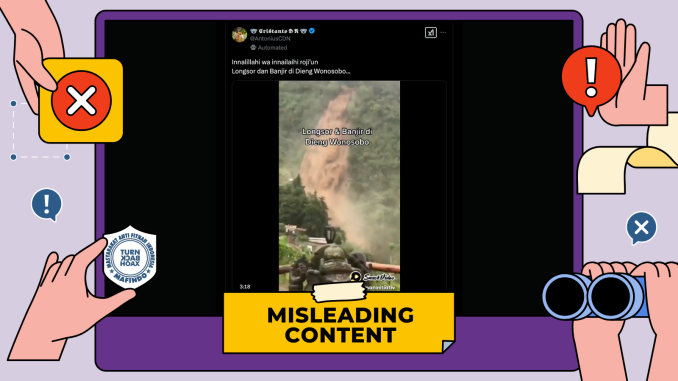 Cristanto D R
@AntoniusCDN
Automated
Innalillahi wa innailaihi roji'un
Longsor dan Banjir di Dieng Wonosobo...
Longsor & Banjir di
Dieng Wonosobo
3:18
MASYARAKAT ANTI FITNAH INDONESIA
TURN
BACK
HOAX
MAFINDO
MISLEADING
CONTENT